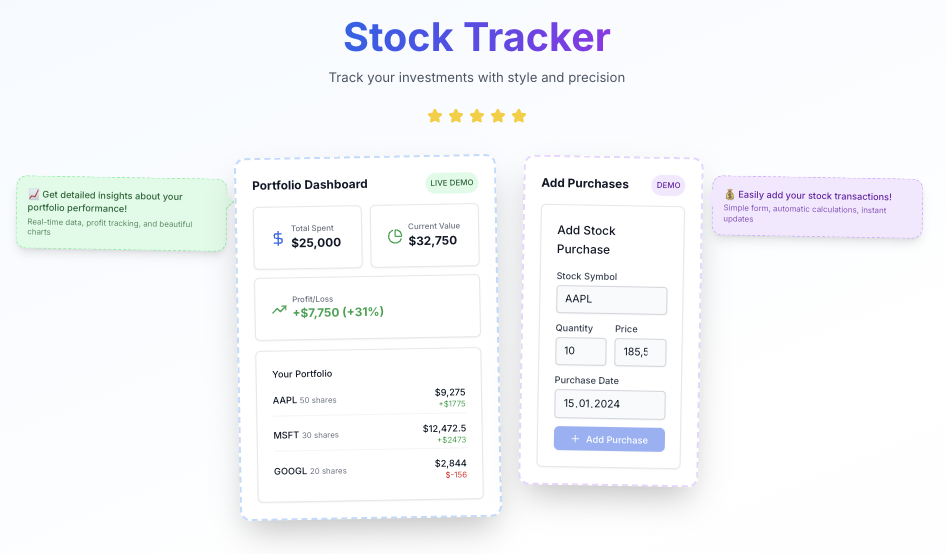 Stock Tracker
Track your investments with style and precision
📈 Get detailed insights about your
portfolio performance!
Real-time data, profit tracking, and beautiful
charts
Portfolio Dashboard
LIVE DEMO
Total Spent
$25,000
Current Value
$32,750
Profit/Loss
+$7,750 (+31%)
Your Portfolio
AAPL 50 shares
$9,275
+$1775
MSFT 30 shares
$12,472.5
+$2473
GOOGL 20 shares
$2,844
$-156
Add Purchases
DEMO
Add Stock
Purchase
Stock Symbol
AAPL
Quantity
Price
10
185,5
Purchase Date
15.01.2024
+ Add Purchase
💰 Easily add your stock transactions!
Simple form, automatic calculations, instant
updates